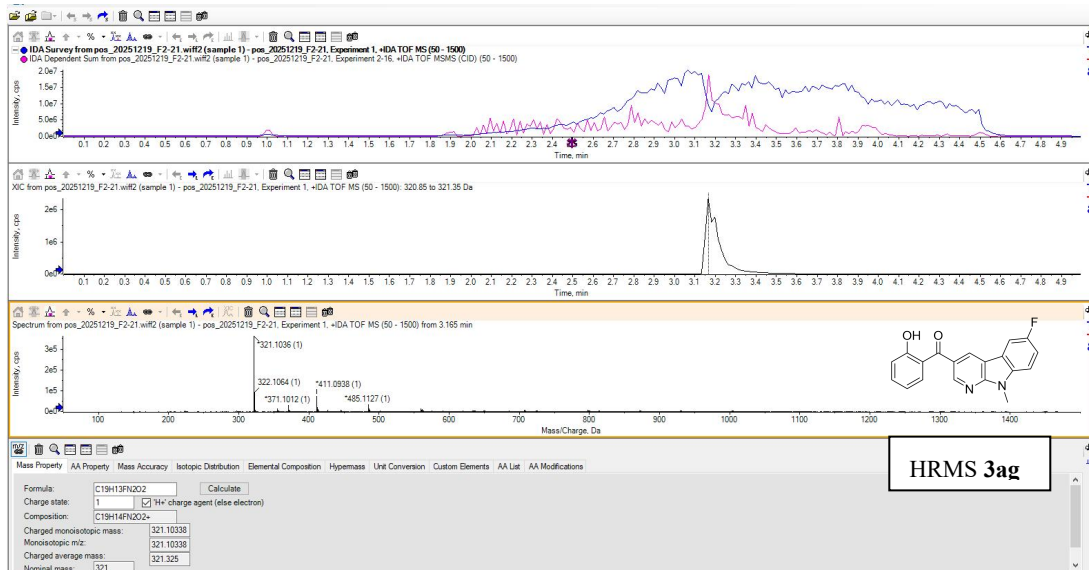 IDA Survey from pos_20251219_F2-21.wiff2 (sample 1) - pos_20251219_F2-21, Experiment 1, +IDA TOF MS (50 - 1500)
IDA Dependent Sum from pos_20251219_F2-21.wiff2 (sample 1) - pos_20251219_F2-21, Experiment 2-16, +IDA TOF MSMS (CID) (50 - 1500)
Intensity, cps
2.0e7
1.5e7
1.0e7
5.0e6
0.0e0
0.1 0.2 0.3 0.4 0.5 0.6 0.7 0.8 0.9 1.0 1.1 1.2 1.3 1.4 1.5 1.6 1.7 1.8 1.9 2.0 2.1 2.2 2.3 2.4 2.5 2.6 2.7 2.8 2.9 3.0 3.1 3.2 3.3 3.4 3.5 3.6 3.7 3.8 3.9 4.0 4.1 4.2 4.3 4.4 4.5 4.6 4.7 4.8 4.9
Time, min
XIC from pos_20251219_F2-21.wiff2 (sample 1) - pos_20251219_F2-21, Experiment 1, +IDA TOF MS (50 - 1500): 320.85 to 321.35 Da
Intensity, cps
2e6
1e6
0e0
0.1 0.2 0.3 0.4 0.5 0.6 0.7 0.8 0.9 1.0 1.1 1.2 1.3 1.4 1.5 1.6 1.7 1.8 1.9 2.0 2.1 2.2 2.3 2.4 2.5 2.6 2.7 2.8 2.9 3.0 3.1 3.2 3.3 3.4 3.5 3.6 3.7 3.8 3.9 4.0 4.1 4.2 4.3 4.4 4.5 4.6 4.7 4.8 4.9
Time, min
Spectrum from pos_20251219_F2-21.wiff2 (sample 1) - pos_20251219_F2-21, Experiment 1, +IDA TOF MS (50 - 1500) from 3.165 min
Intensity, cps
3e5
2e5
1e5
0e0
*321.1036 (1)
322.1064 (1)
*371.1012 (1)
*411.0938 (1)
*485.1127 (1)
OH O F
N N
100 200 300 400 500 600 700 800 900 1000 1100 1200 1300 1400
Mass/Charge, Da
HRMS 3ag
m/z
Mass Property AA Property Mass Accuracy Isotopic Distribution Elemental Composition Hypermass Unit Conversion Custom Elements AA List AA Modifications
Formula: C19H13FN2O2 Calculate
Charge state: 1 'H+' charge agent (else electron)
Composition: C19H14FN2O2+
Charged monoisotopic mass: 321.10338
Monoisotopic m/z: 321.10338
Charged average mass: 321.325
Nominal mass: 321